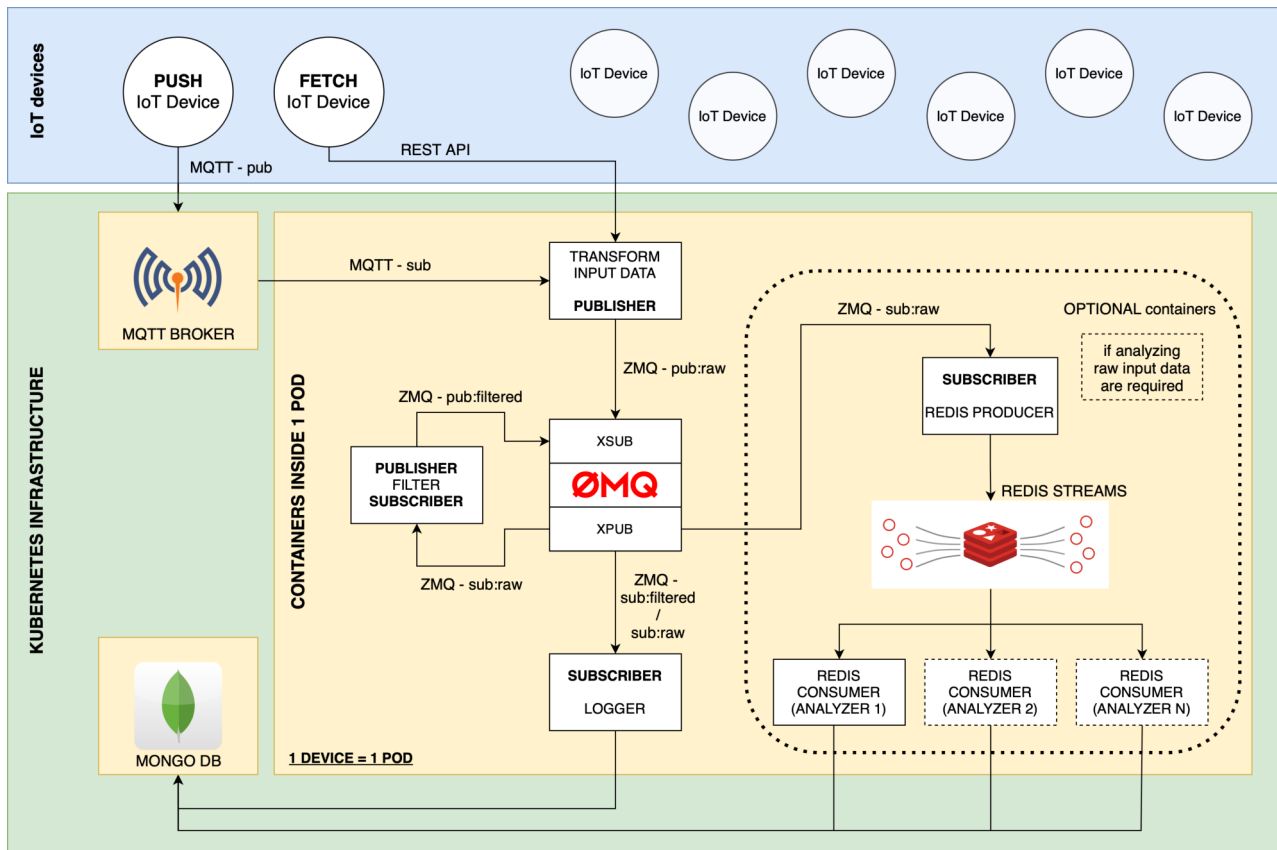 IoT devices
PUSH
IoT Device
FETCH
IoT Device
IoT Device
IoT Device
IoT Device
IoT Device
IoT Device
IoT Device
MQTT - pub
REST API
KUBERNETES INFRASTRUCTURE
MQTT BROKER
MQTT - sub
CONTAINERS INSIDE 1 POD
TRANSFORM
INPUT DATA
PUBLISHER
ZMQ - pub:raw
ZMQ - pub:filtered
PUBLISHER
FILTER
SUBSCRIBER
ZMQ - sub:raw
XSUB
ØMQ
XPUB
ZMQ -
sub:filtered
/
sub:raw
SUBSCRIBER
LOGGER
ZMQ - sub:raw
OPTIONAL containers
if analyzing
raw input data
are required
SUBSCRIBER
REDIS PRODUCER
REDIS STREAMS
REDIS
CONSUMER
(ANALYZER 1)
REDIS
CONSUMER
(ANALYZER 2)
REDIS
CONSUMER
(ANALYZER N)
MONGO DB
1 DEVICE = 1 POD